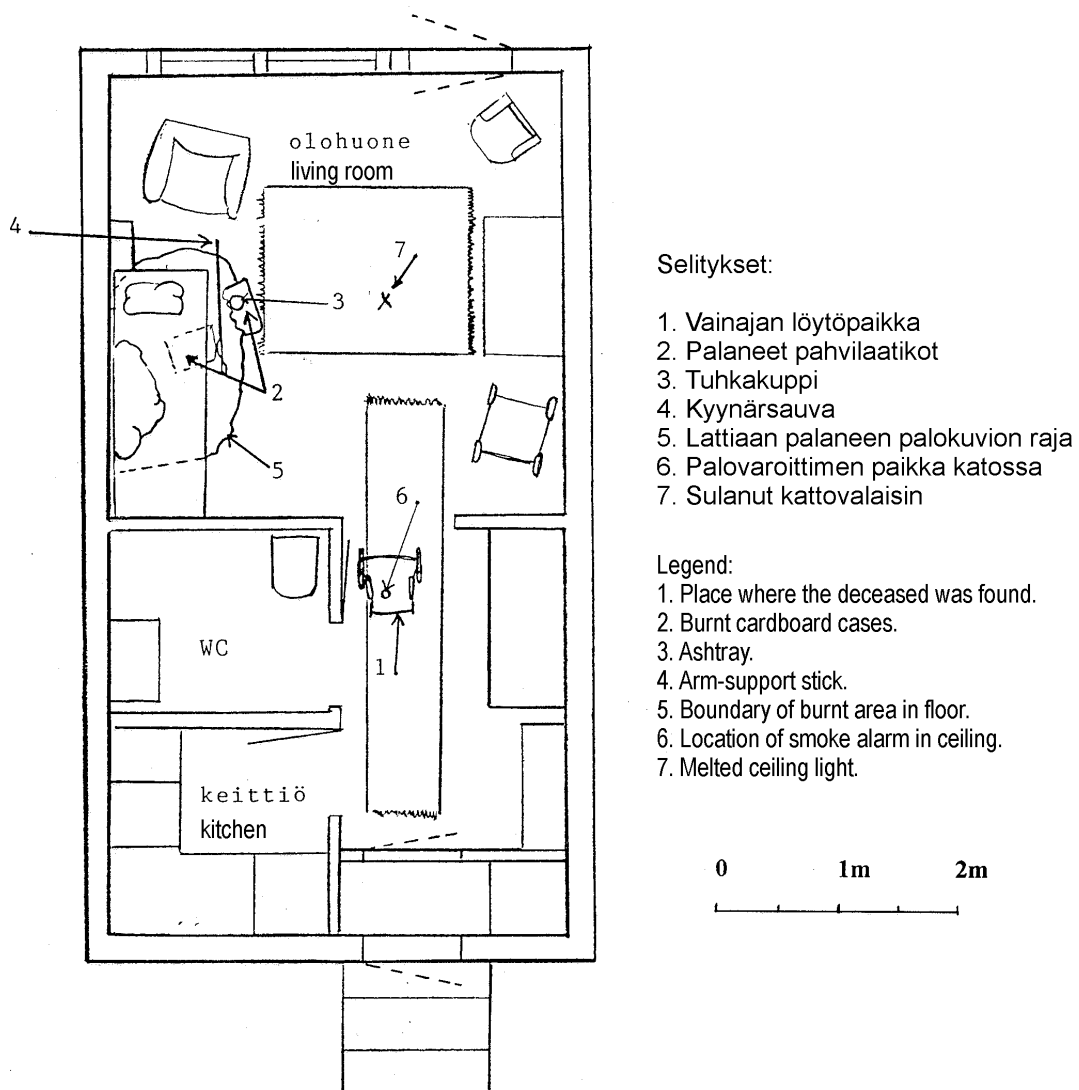 olohuone
living room
4
7
3
2
5
6
1
WC
keittiö
kitchen
Selitykset:
1. Vainajan löytöpaikka
2. Palaneet pahvilaatikot
3. Tuhkakuppi
4. Kyynärsauva
5. Lattiaan palaneen palokuvion raja
6. Palovaroittimen paikka katossa
7. Sulanut kattovalaisin
Legend:
1. Place where the deceased was found.
2. Burnt cardboard cases.
3. Ashtray.
4. Arm-support stick.
5. Boundary of burnt area in floor.
6. Location of smoke alarm in ceiling.
7. Melted ceiling light.
0 1m 2m